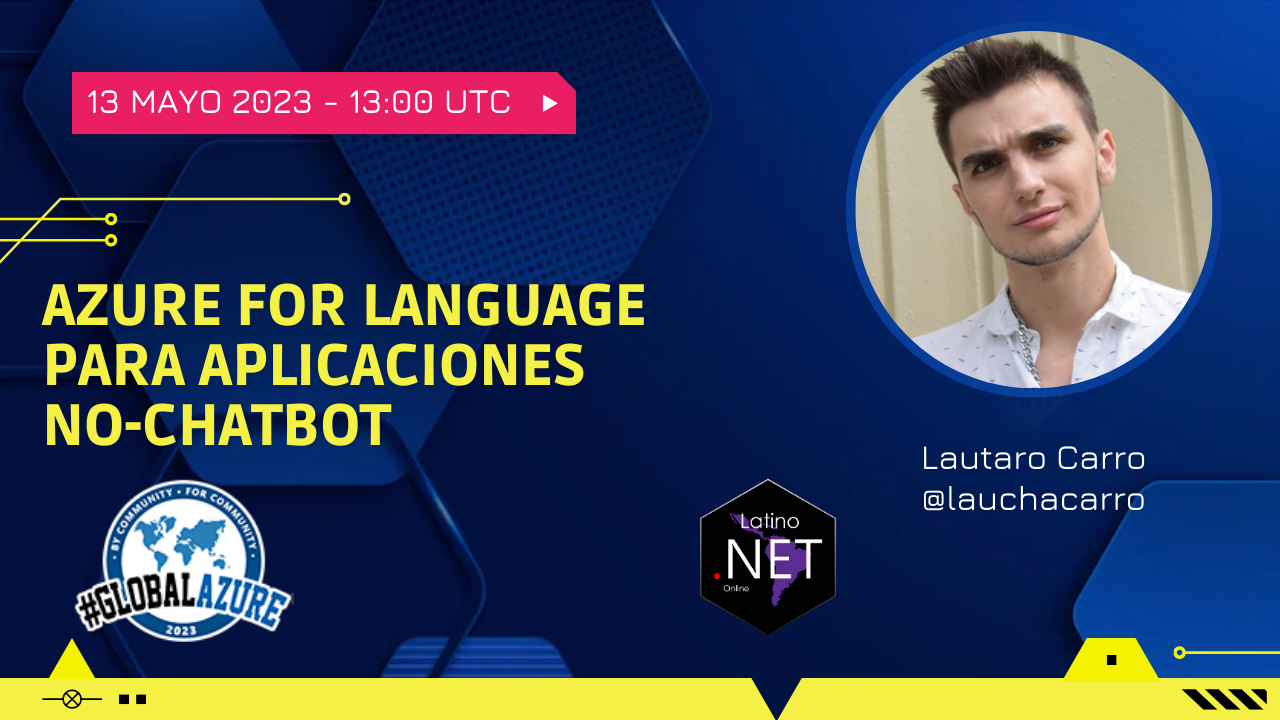 13 MAYO 2023 - 13:00 UTC
AZURE FOR LANGUAGE
PARA APLICACIONES
NO-CHATBOT
Lautaro Carro
@lauchacarro
BY COMMUNITY • FOR COMMUNITY
#GLOBALAZURE
2023
Latino
.NET
Online